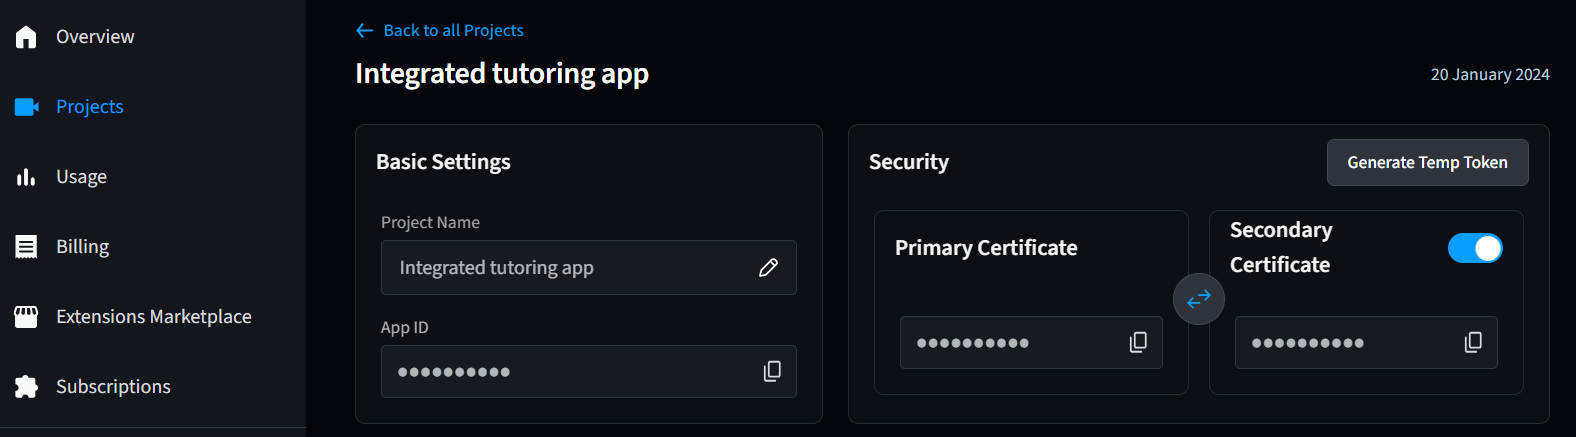 Overview
Projects
Usage
Billing
Extensions Marketplace
Subscriptions
Back to all Projects
Integrated tutoring app
20 January 2024
Basic Settings
Project Name
Integrated tutoring app
App ID
Security
Generate Temp Token
Primary Certificate
Secondary
Certificate